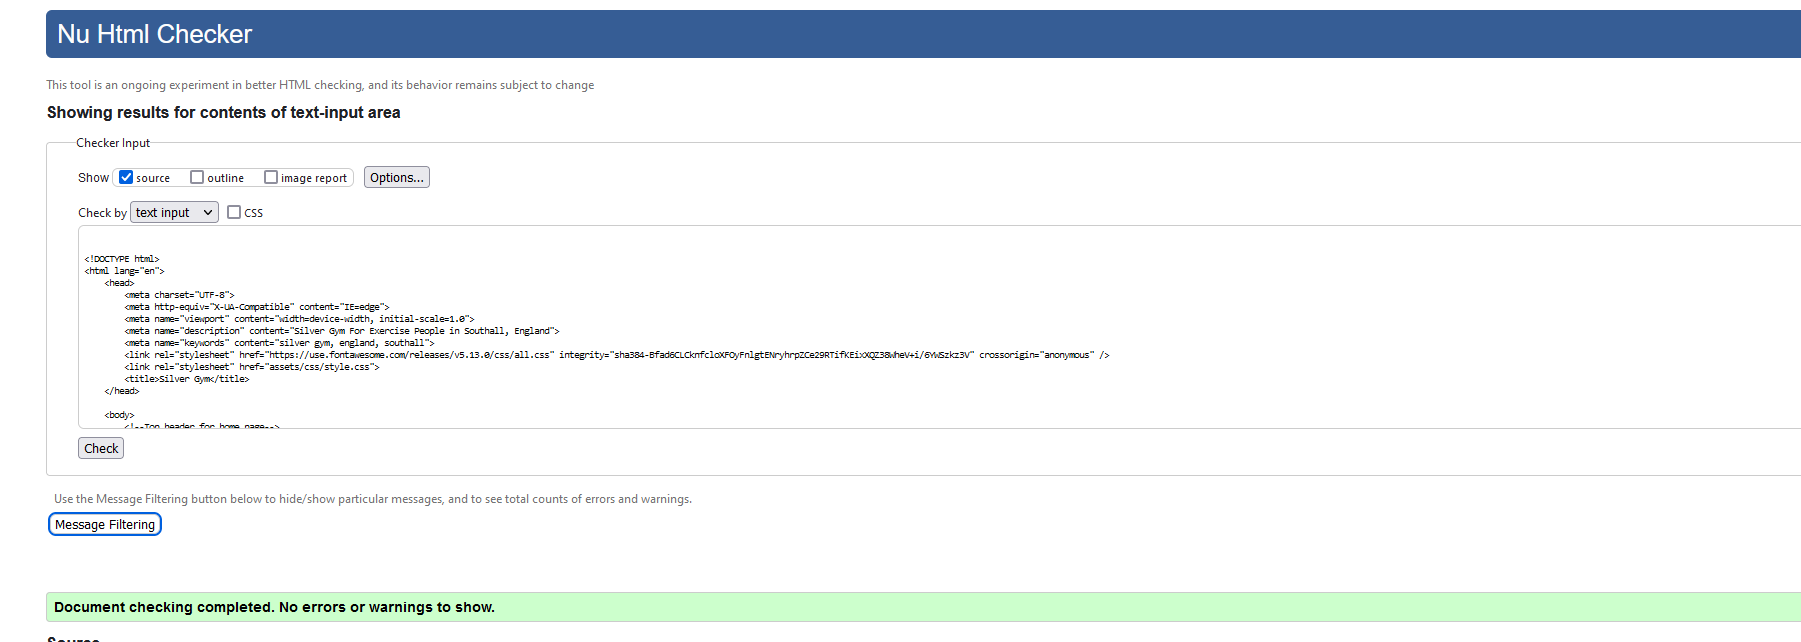 Nu Html Checker
This tool is an ongoing experiment in better HTML checking, and its behavior remains subject to change
Showing results for contents of text-input area
Checker Input
Show source outline image report Options...
Check by text input CSS
<!DOCTYPE html>
<html lang="en">
<head>
<meta charset="UTF-8">
<meta http-equiv="X-UA-Compatible" content="IE=edge">
<meta name="viewport" content="width=device-width, initial-scale=1.0">
<meta name="description" content="Silver Gym For Exercise People in Southall, England">
<meta name="keywords" content="silver gym, england, southall">
<link rel="stylesheet" href="https://use.fontawesome.com/releases/v5.13.0/css/all.css" crossorigin="anonymous" />
<link rel="stylesheet" href="assets/css/style.css">
<title>Silver Gym</title>
</head>
<body>
<!--Top header for home page-->
Check
Use the Message Filtering button below to hide/show particular messages, and to see total counts of errors and warnings.
Message Filtering
Document checking completed. No errors or warnings to show.
Source